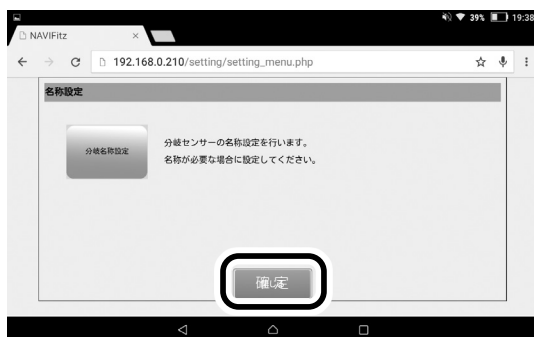 39% 19:38
NAVIFitz ×
192.168.0.210/setting/setting_menu.php
名称設定
分岐名称設定
分岐センサーの名称設定を行います。
名称が必要な場合に設定してください。